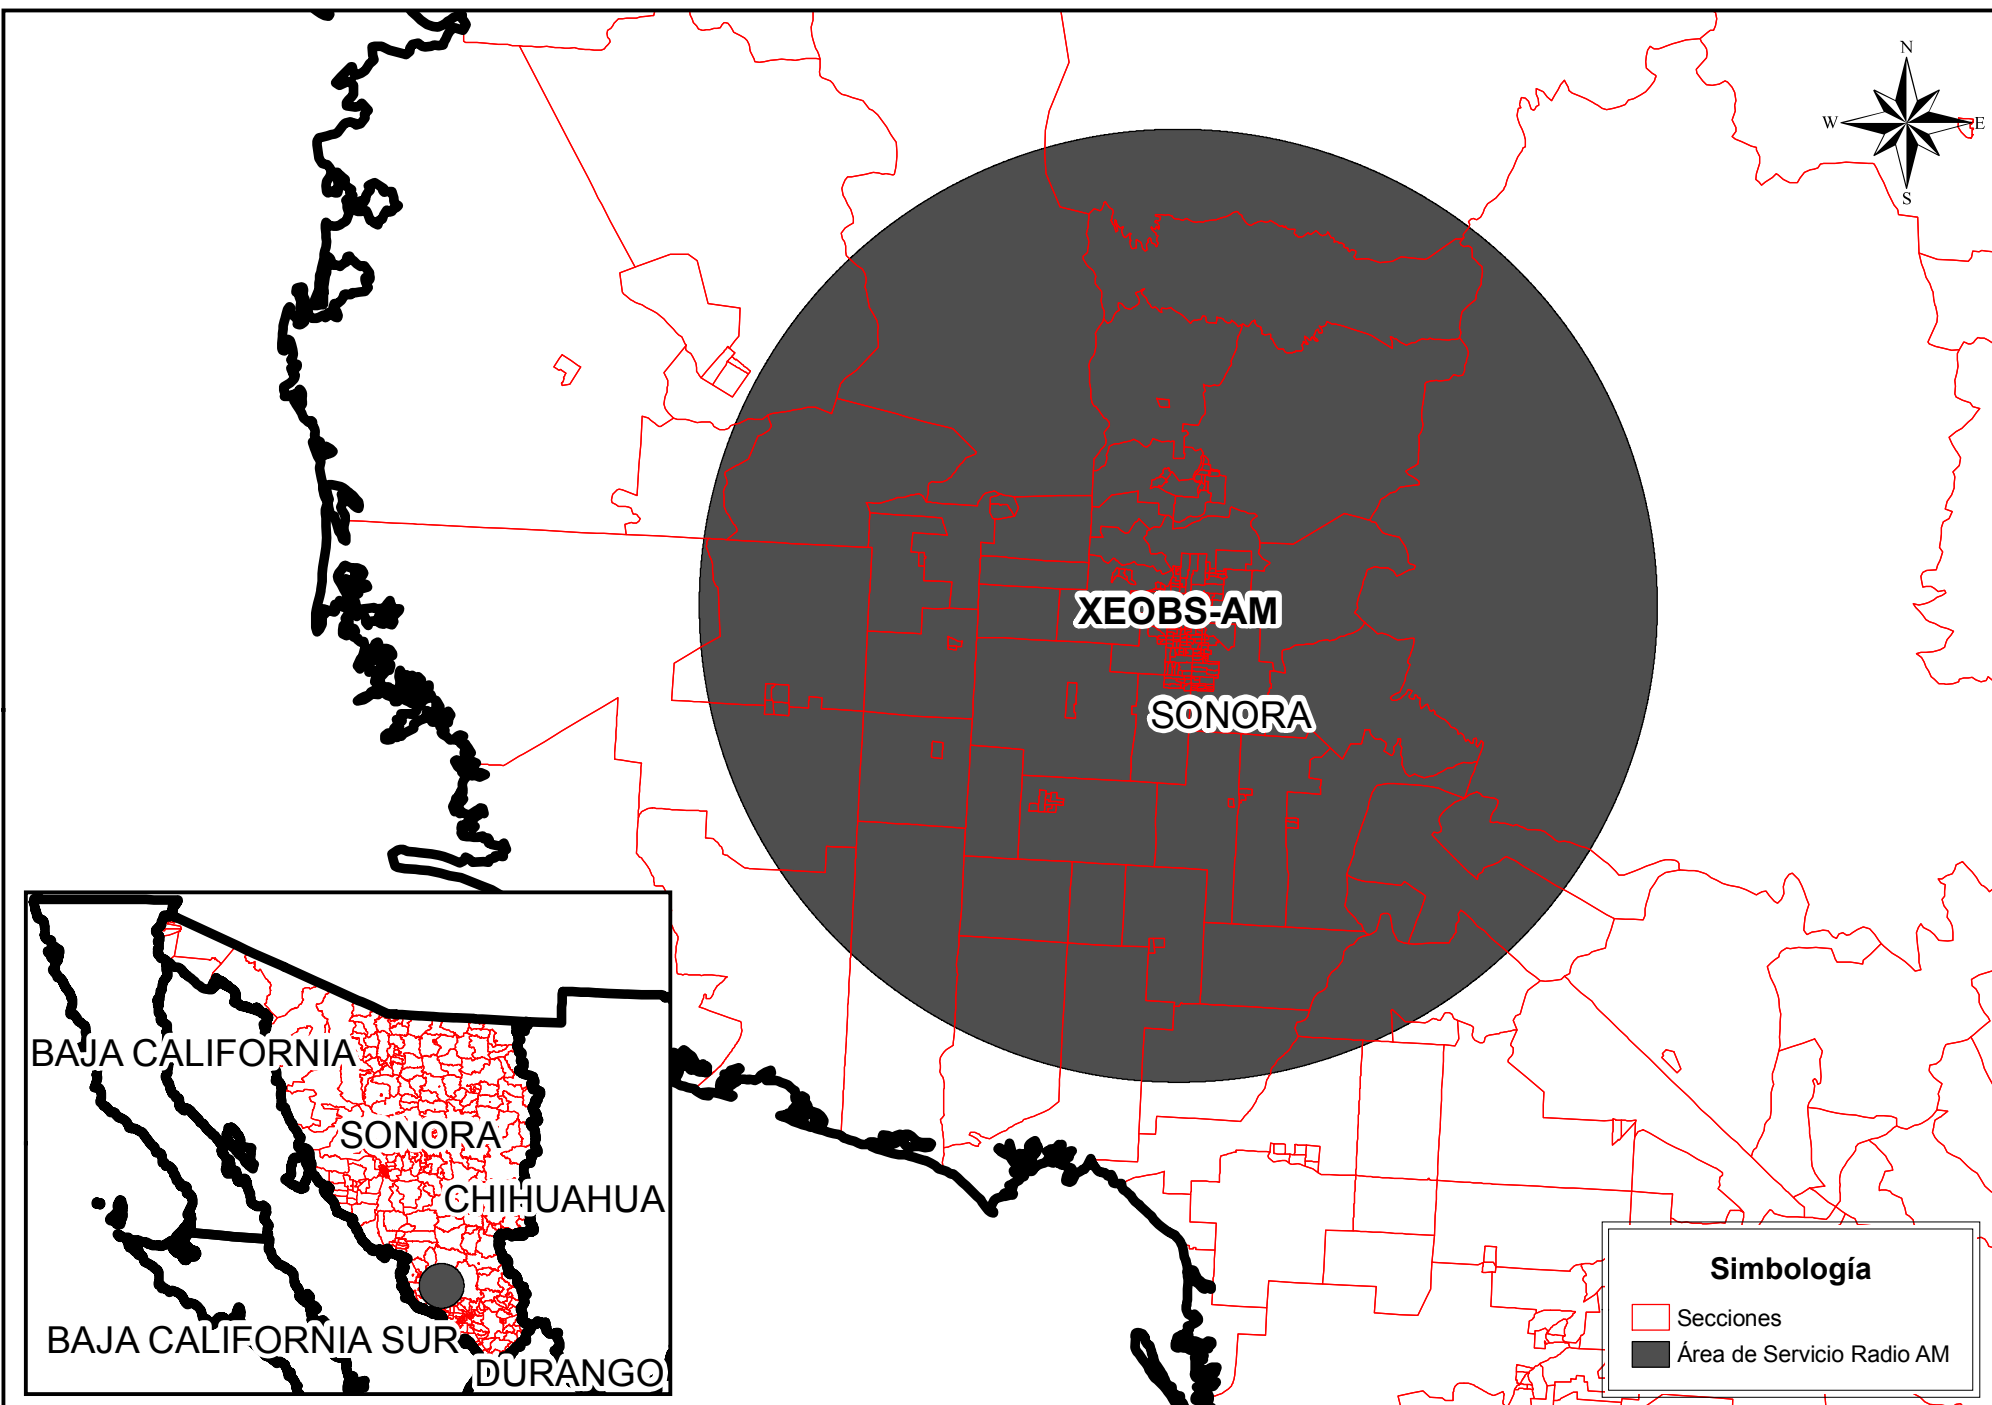 N
W
E
S
XEOBS-AM
SONORA
BAJA CALIFORNIA
SONORA
CHIHUAHUA
BAJA CALIFORNIA SUR
DURANGO
Simbología
Secciones
Área de Servicio Radio AM